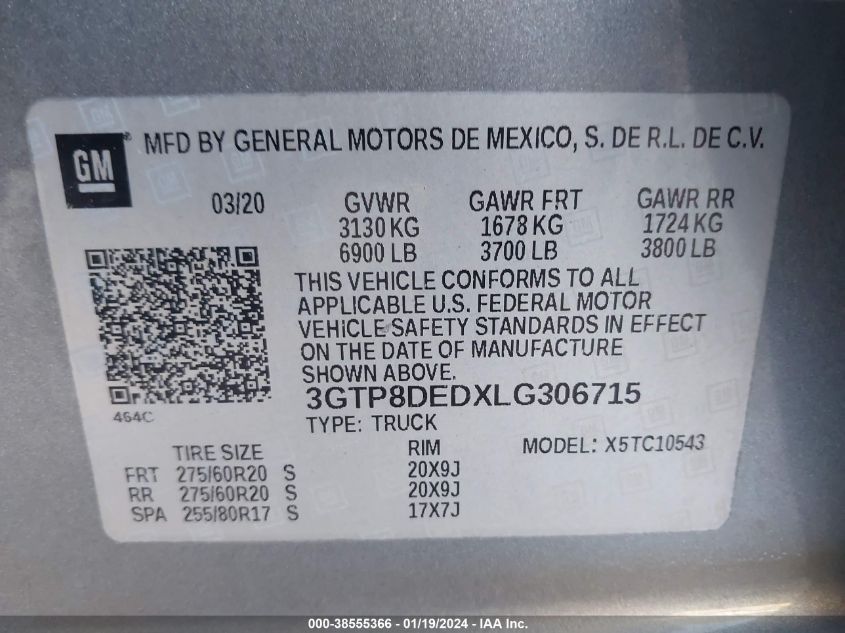 GM
MFD BY GENERAL MOTORS DE MEXICO, S. DE R.L. DE C.V.
03/20 GVWR GAWR FRT GAWR RR
3130 KG 1678 KG 1724 KG
6900 LB 3700 LB 3800 LB
THIS VEHICLE CONFORMS TO ALL
APPLICABLE U.S. FEDERAL MOTOR
VEHICLE SAFETY STANDARDS IN EFFECT
ON THE DATE OF MANUFACTURE
SHOWN ABOVE.
3GTP8DEDXLG306715
464C
TYPE: TRUCK
TIRE SIZE RIM MODEL: X5TC10543
FRT 275/60R20 S 20X9J
RR 275/60R20 S 20X9J
SPA 255/80R17 S 17X7J
000-38555366 - 01/19/2024 - IAA Inc.